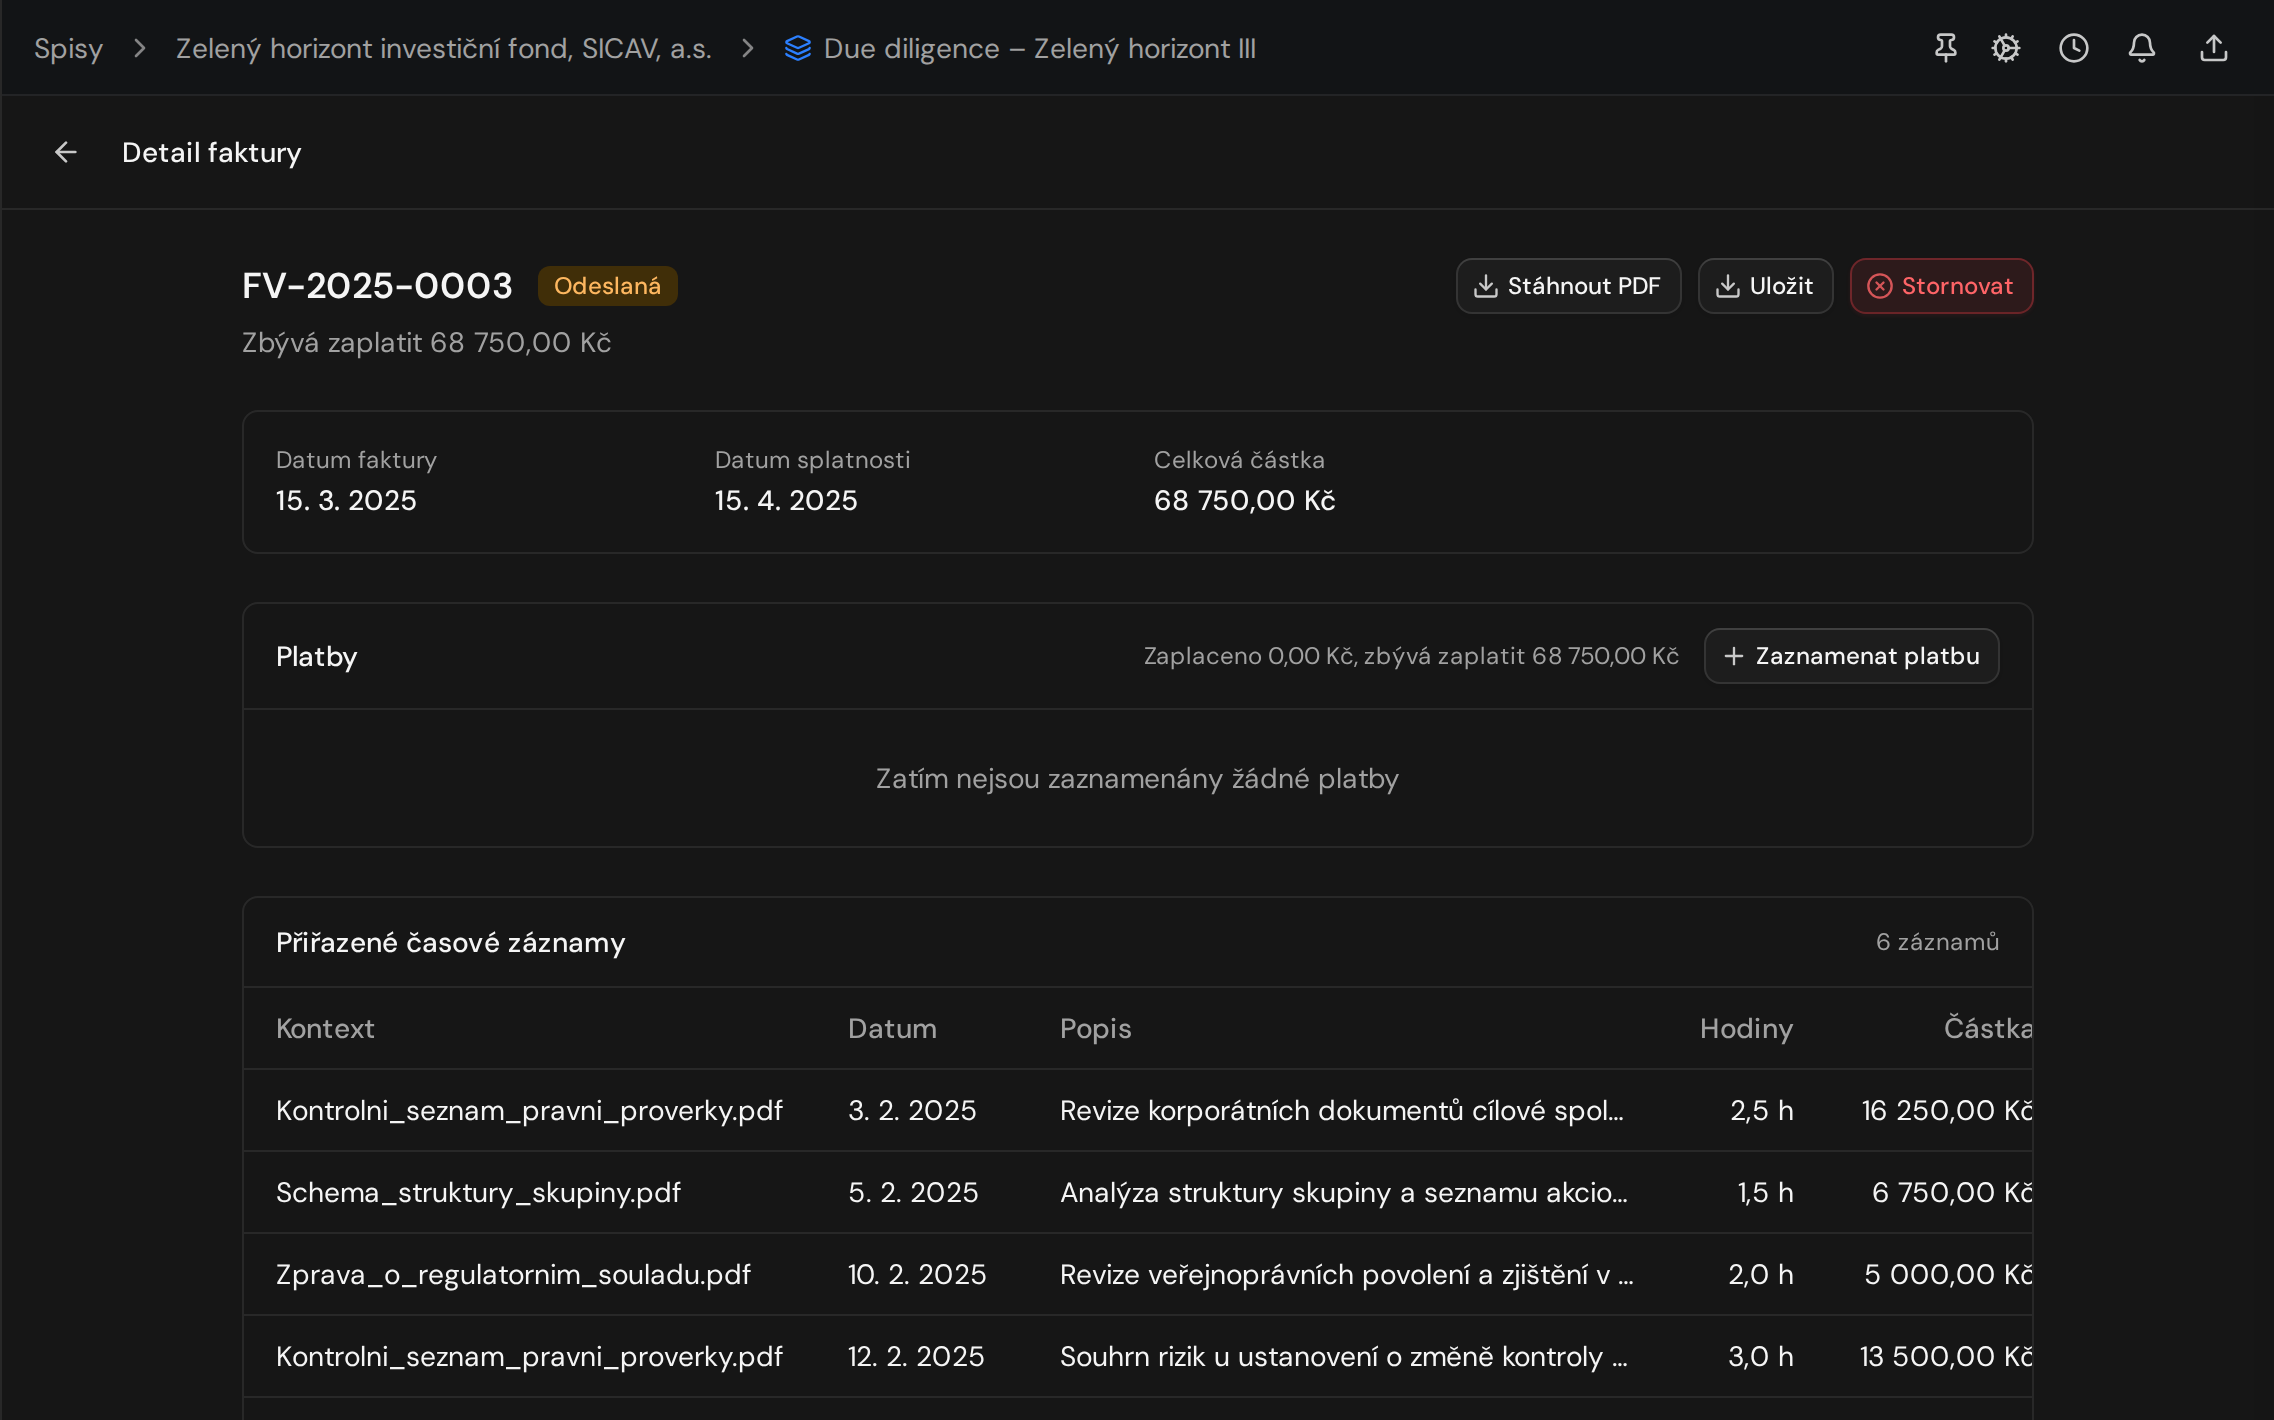 Spisy > Zelený horizont investiční fond, SICAV, a.s. > Due diligence – Zelený horizont III
Detail faktury
FV-2025-0003 Odeslaná Stáhnout PDF Uložit Stornovat
Zbývá zaplatit 68 750,00 Kč
Datum faktury Datum splatnosti Celková částka
15. 3. 2025 15. 4. 2025 68 750,00 Kč
Platby Zaplaceno 0,00 Kč, zbývá zaplatit 68 750,00 Kč + Zaznamenat platbu
Zatím nejsou zaznamenány žádné platby
Přiřazené časové záznamy 6 záznamů
Kontext Datum Popis Hodiny Částka
Kontrolni_seznam_pravni_proverky.pdf 3. 2. 2025 Revize korporátních dokumentů cílové spol... 2,5 h 16 250,00 Kč
Schema_struktury_skupiny.pdf 5. 2. 2025 Analýza struktury skupiny a seznamu akcio... 1,5 h 6 750,00 Kč
Zprava_o_regulatornim_souladu.pdf 10. 2. 2025 Revize veřejnoprávních povolení a zjištění v ... 2,0 h 5 000,00 Kč
Kontrolni_seznam_pravni_proverky.pdf 12. 2. 2025 Souhrn rizik u ustanovení o změně kontroly ... 3,0 h 13 500,00 Kč